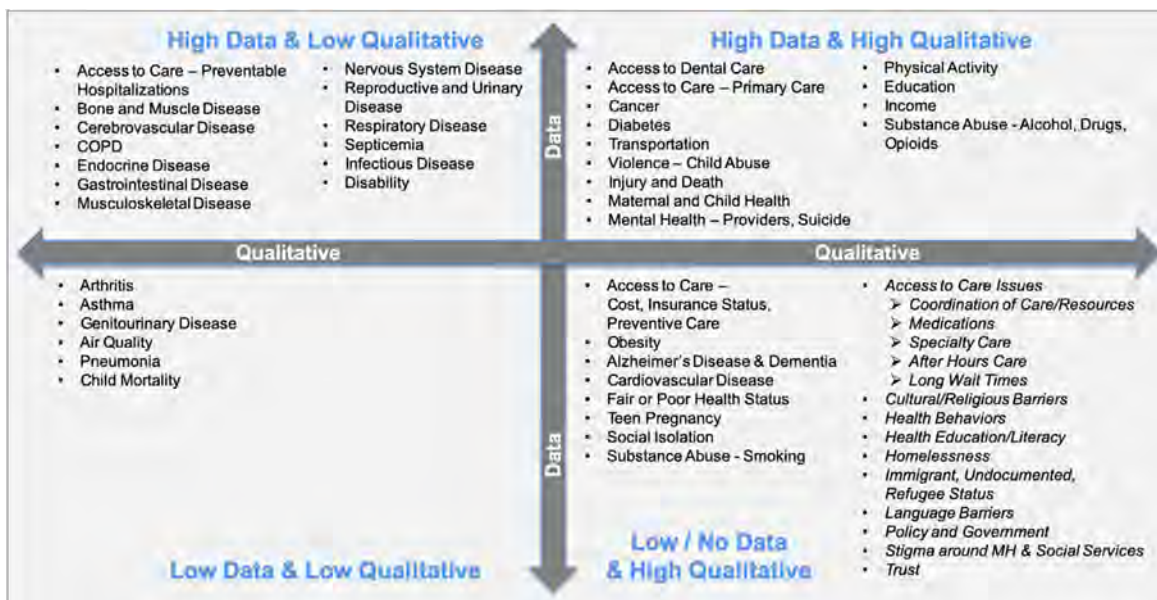 High Data & Low Qualitative
• Access to Care – Preventable
Hospitalizations
• Bone and Muscle Disease
• Cerebrovascular Disease
• COPD
• Endocrine Disease
• Gastrointestinal Disease
• Musculoskeletal Disease
• Nervous System Disease
• Reproductive and Urinary
Disease
• Respiratory Disease
• Septicemia
• Infectious Disease
• Disability
Data
High Data & High Qualitative
• Access to Dental Care
• Access to Care – Primary Care
• Cancer
• Diabetes
• Transportation
• Violence – Child Abuse
• Injury and Death
• Maternal and Child Health
• Mental Health – Providers, Suicide
• Physical Activity
• Education
• Income
• Substance Abuse - Alcohol, Drugs,
Opioids
Qualitative
Qualitative
• Arthritis
• Asthma
• Genitourinary Disease
• Air Quality
• Pneumonia
• Child Mortality
Low Data & Low Qualitative
Data
• Access to Care –
Cost, Insurance Status,
Preventive Care
• Obesity
• Alzheimer's Disease & Dementia
• Cardiovascular Disease
• Fair or Poor Health Status
• Teen Pregnancy
• Social Isolation
• Substance Abuse - Smoking
Low / No Data
& High Qualitative
• Access to Care Issues
➢ Coordination of Care/Resources
➢ Medications
➢ Specialty Care
➢ After Hours Care
➢ Long Wait Times
• Cultural/Religious Barriers
• Health Behaviors
• Health Education/Literacy
• Homelessness
• Immigrant, Undocumented,
Refugee Status
• Language Barriers
• Policy and Government
• Stigma around MH & Social Services
• Trust